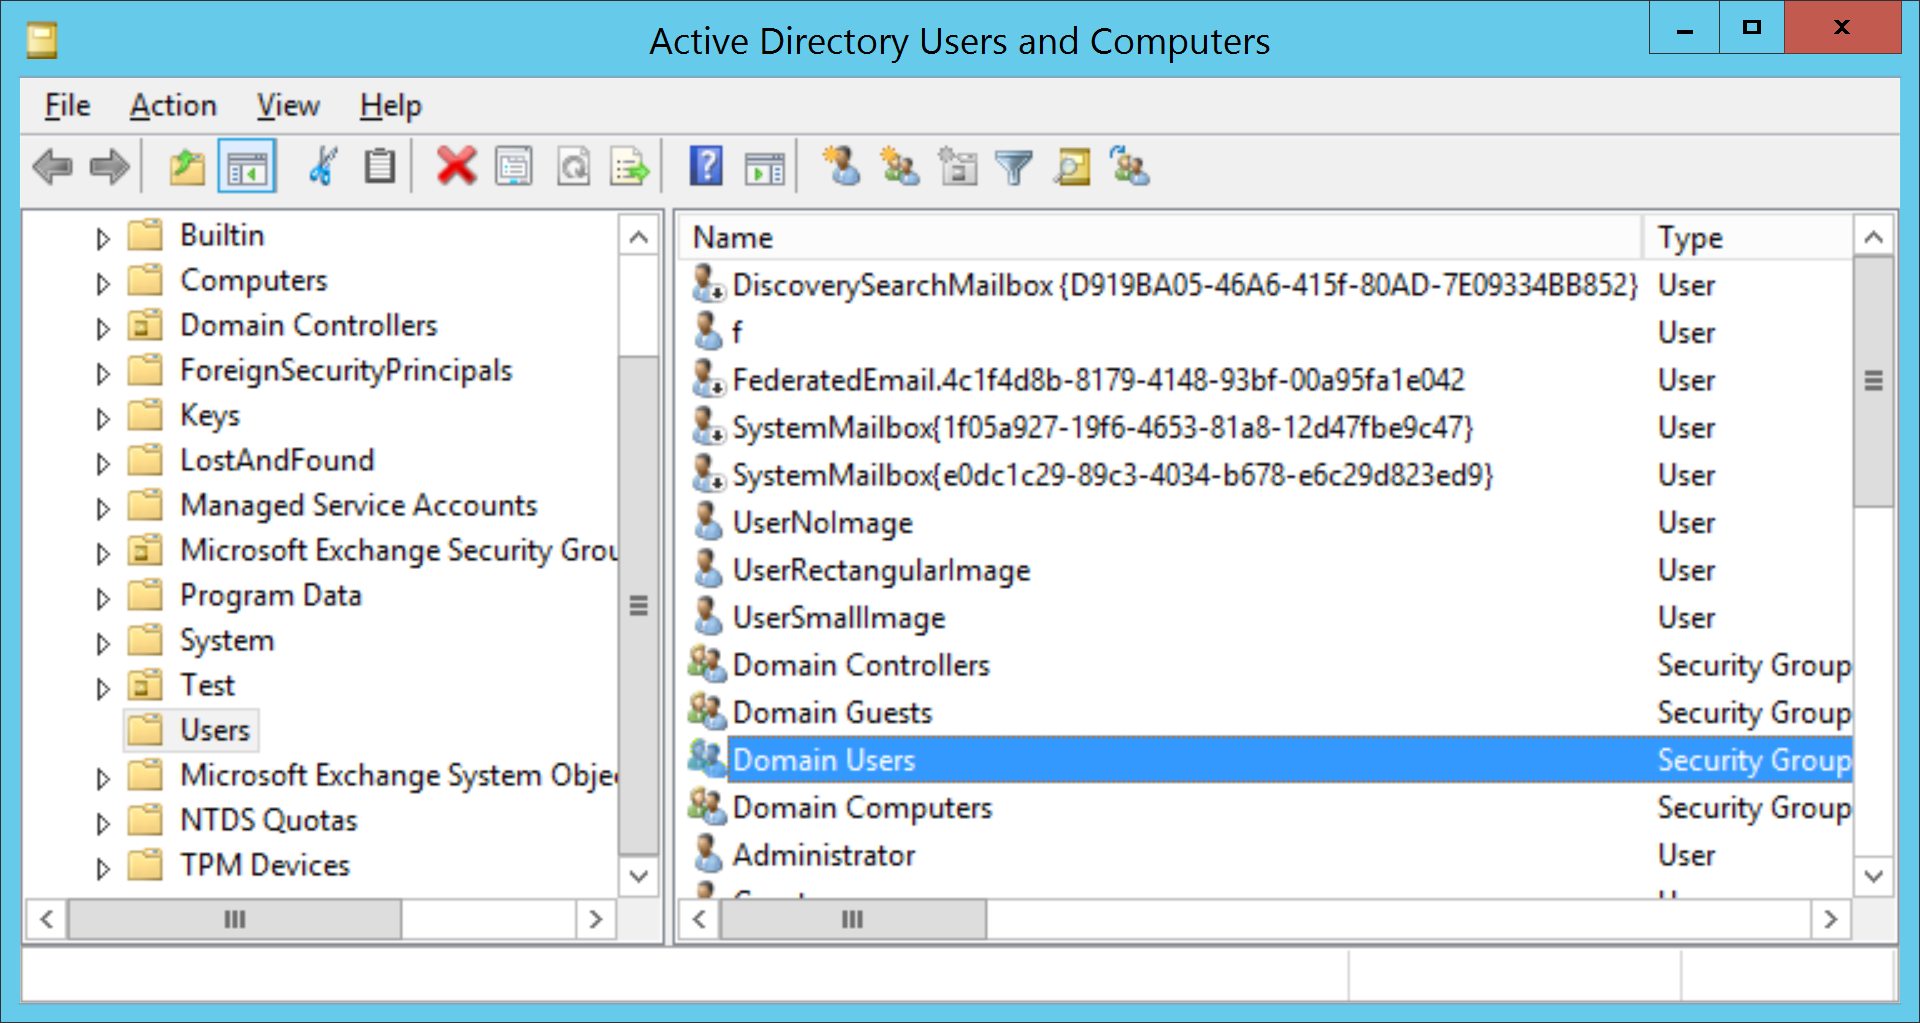 Active Directory Users and Computers
File Action View Help
Builtin
Computers
Domain Controllers
ForeignSecurityPrincipals
Keys
LostAndFound
Managed Service Accounts
Microsoft Exchange Security Grou
Program Data
System
Test
Users
Microsoft Exchange System Objec
NTDS Quotas
TPM Devices
Name Type
DiscoverySearchMailbox {D919BA05-46A6-415f-80AD-7E09334BB852} User
f User
FederatedEmail.4c1f4d8b-8179-4148-93bf-00a95fa1e042 User
SystemMailbox{1f05a927-19f6-4653-81a8-12d47fbe9c47} User
SystemMailbox{e0dc1c29-89c3-4034-b678-e6c29d823ed9} User
UserNoImage User
UserRectangularImage User
UserSmallImage User
Domain Controllers Security Group
Domain Guests Security Group
Domain Users Security Group
Domain Computers Security Group
Administrator User